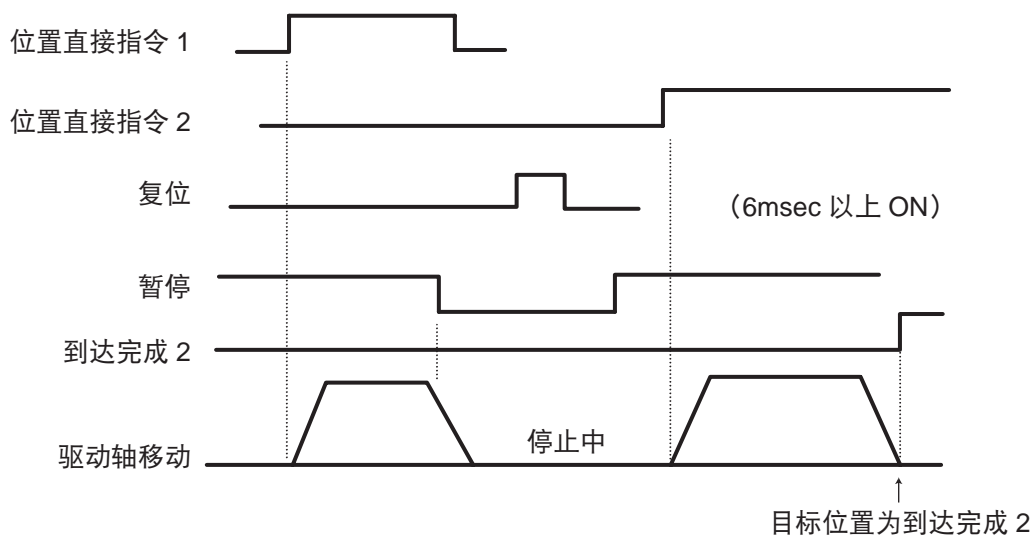 位置直接指令 1
位置直接指令 2
复位
（6msec 以上 ON）
暂停
到达完成 2
停止中
驱动轴移动
目标位置为到达完成 2